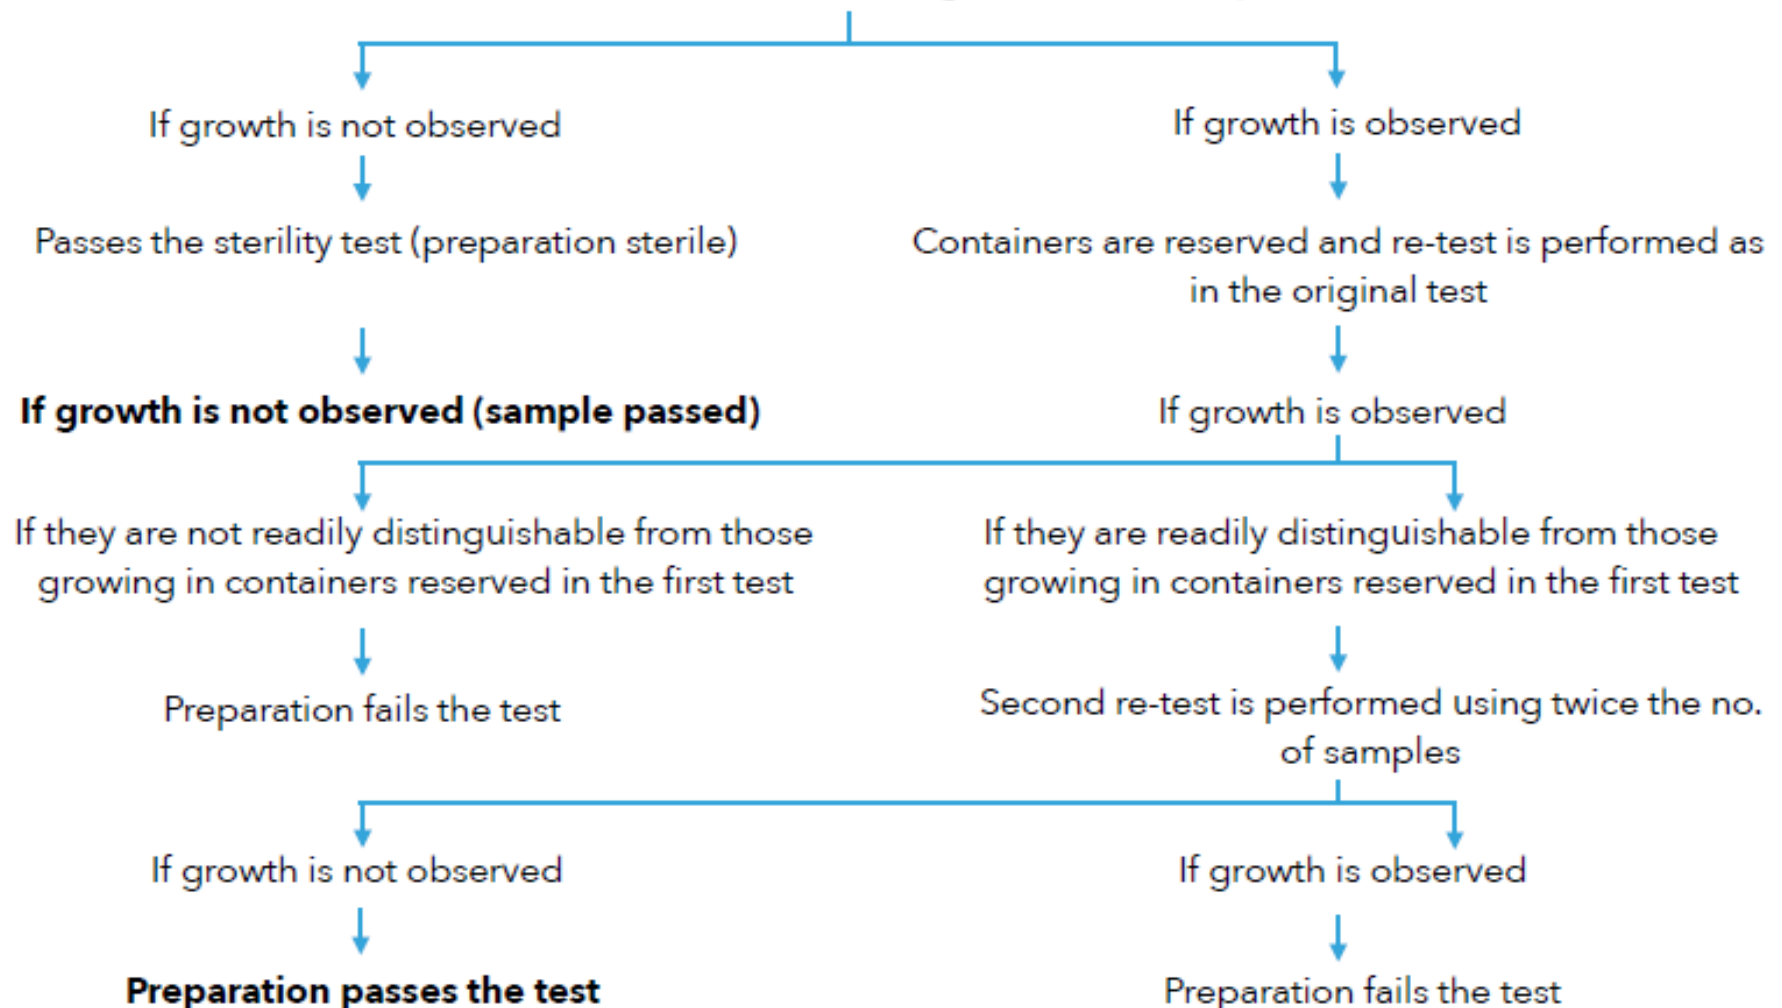 If growth is not observed
If growth is observed
Passes the sterility test (preparation sterile)
Containers are reserved and re-test is performed as
in the original test
If growth is not observed (sample passed)
If growth is observed
If they are not readily distinguishable from those
growing in containers reserved in the first test
If they are readily distinguishable from those
growing in containers reserved in the first test
Preparation fails the test
Second re-test is performed using twice the no.
of samples
If growth is not observed
If growth is observed
Preparation passes the test
Preparation fails the test